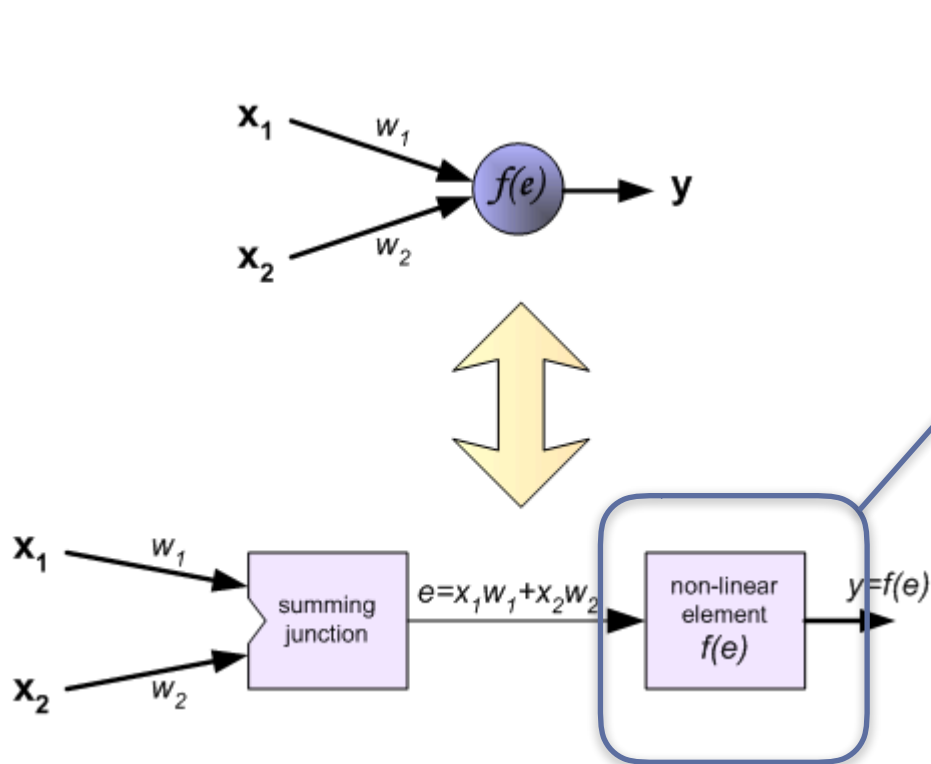 x₁
w₁
f(e)
y
x₂
w₂
x₁
w₁
summing
junction
e=x₁w₁+x₂w₂
non-linear
element
f(e)
y=f(e)
x₂
w₂